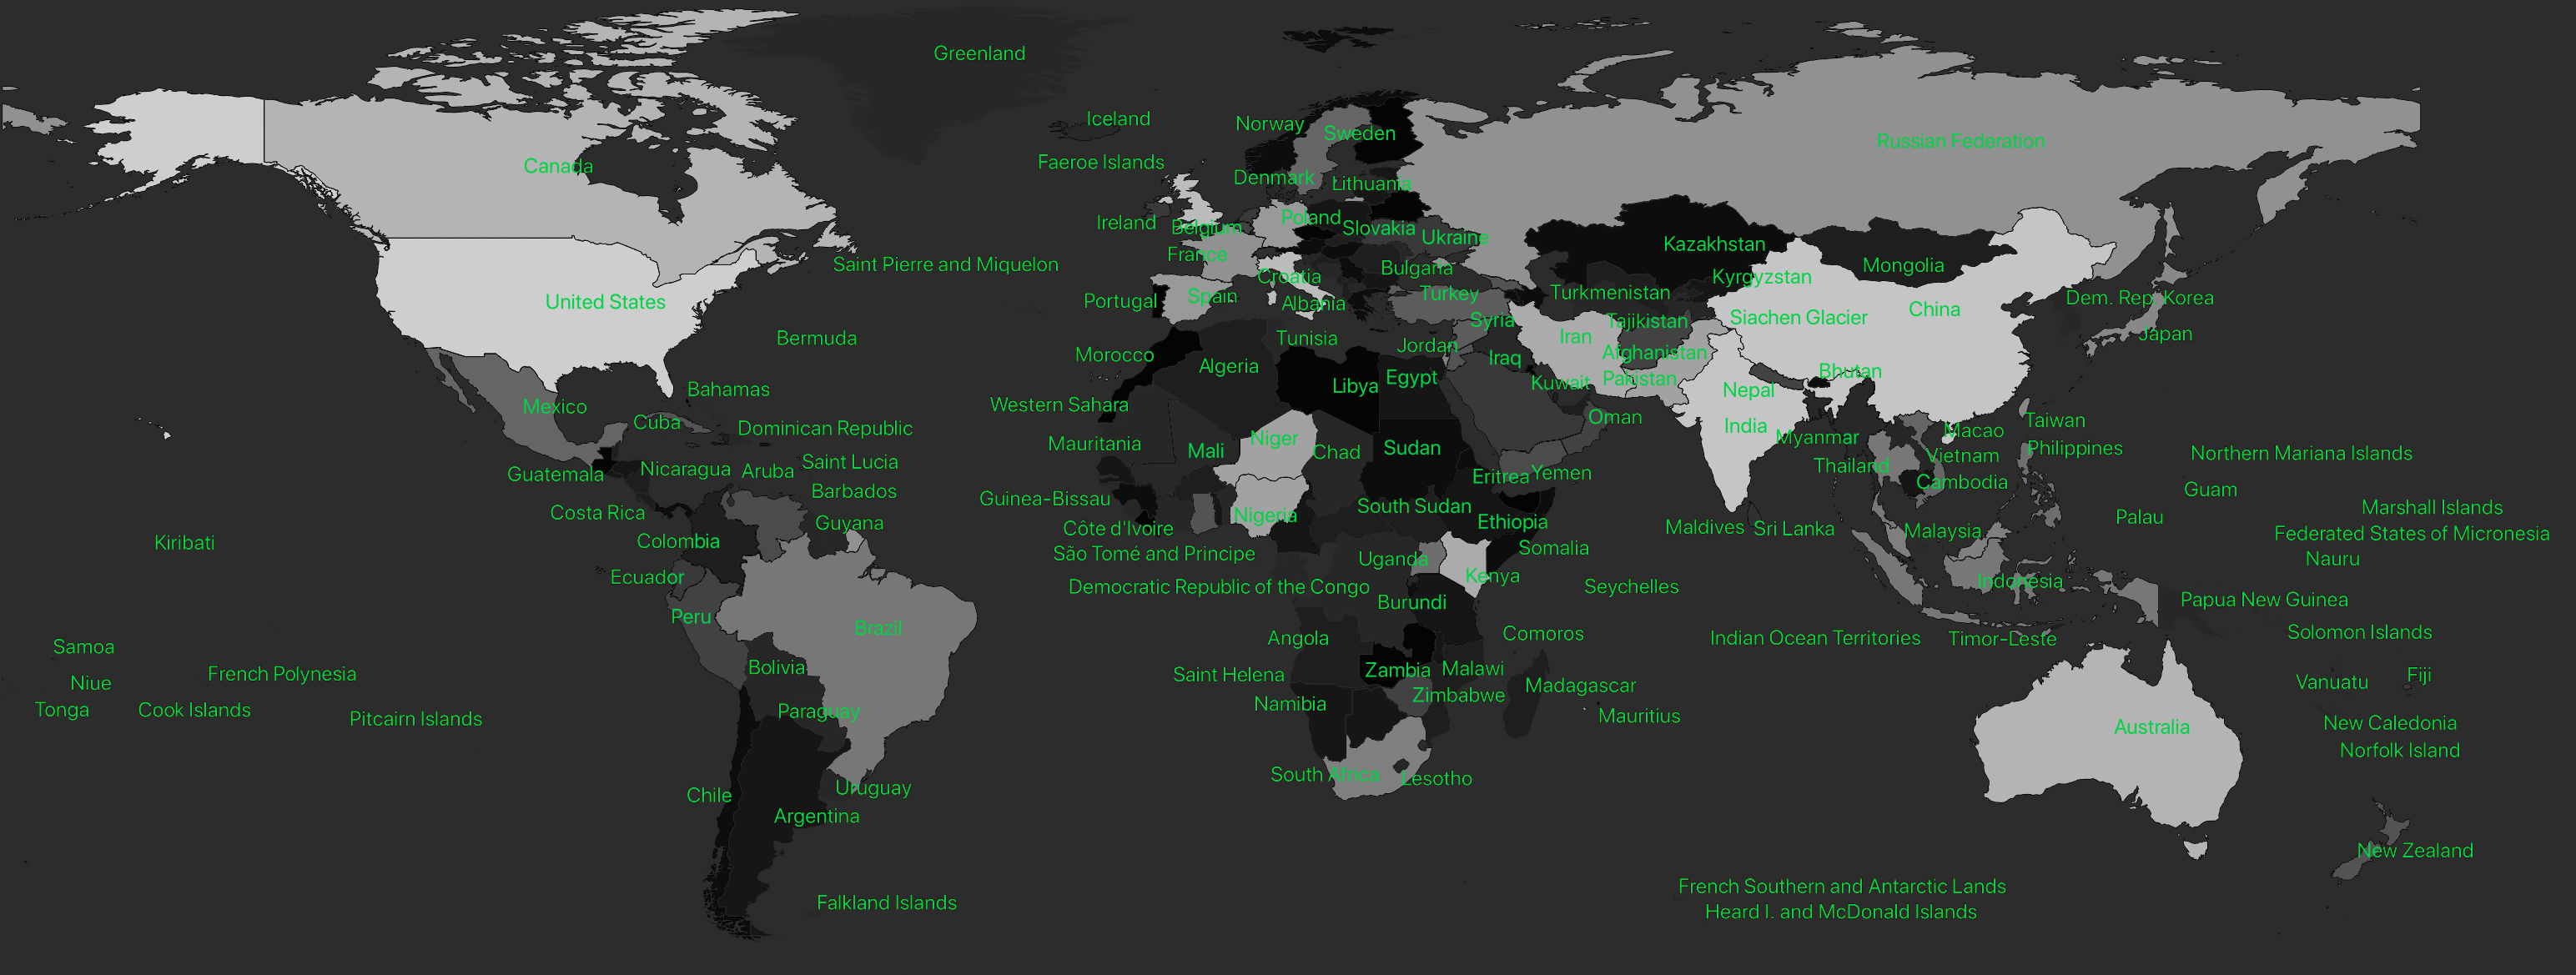 Greenland
Iceland
Norway
Sweden
Russian Federation
Canada
Faeroe Islands
Denmark
Lithuania
Ireland
Belgium
Poland
Slovakia
Ukraine
Kazakhstan
France
Saint Pierre and Miquelon
Croatia
Bulgaria
Kyrgyzstan
Mongolia
United States
Portugal
Spain
Albania
Turkey
Turkmenistan
Dem. Rep. Korea
China
Siachen Glacier
Syria
Tajikistan
Bermuda
Tunisia
Iran
Japan
Jordan
Morocco
Algeria
Iraq
Afghanistan
Bhutan
Bahamas
Libya
Egypt
Kuwait
Pakistan
Nepal
Mexico
Western Sahara
Cuba
Dominican Republic
Oman
India
Taiwan
Mauritania
Niger
Myanmar
Macao
Mali
Chad
Sudan
Philippines
Northern Mariana Islands
Guatemala
Nicaragua
Aruba
Saint Lucia
Thailand
Vietnam
Eritrea
Yemen
Cambodia
Barbados
Guinea-Bissau
Guam
Costa Rica
South Sudan
Marshall Islands
Guyana
Nigeria
Ethiopia
Palau
Côte d'Ivoire
Maldives
Sri Lanka
Malaysia
Federated States of Micronesia
Kiribati
Colombia
São Tomé and Principe
Uganda
Somalia
Nauru
Ecuador
Democratic Republic of the Congo
Kenya
Seychelles
Indonesia
Peru
Burundi
Papua New Guinea
Brazil
Angola
Comoros
Indian Ocean Territories
Timor-Leste
Solomon Islands
Samoa
Bolivia
Zambia
Malawi
French Polynesia
Saint Helena
Madagascar
Vanuatu
Fiji
Niue
Zimbabwe
Tonga
Cook Islands
Pitcairn Islands
Paraguay
Namibia
Mauritius
Australia
New Caledonia
Norfolk Island
South Africa
Lesotho
Chile
Uruguay
Argentina
New Zealand
French Southern and Antarctic Lands
Falkland Islands
Heard I. and McDonald Islands